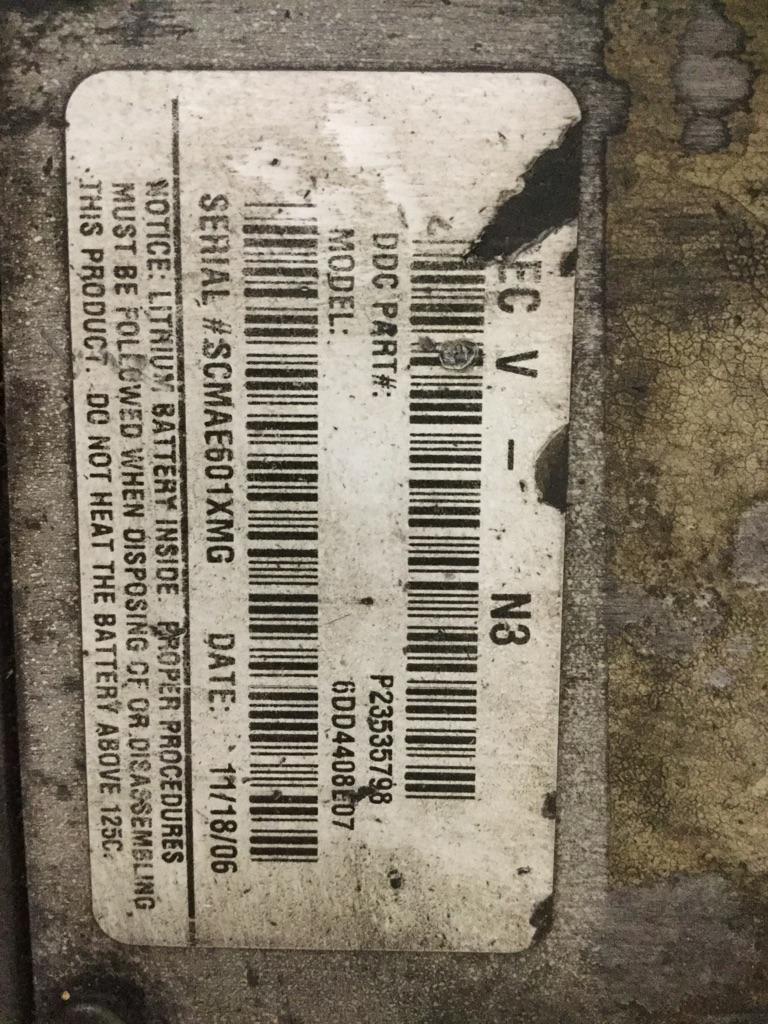 EC V - N3
DDC PART#: P23535798
MODEL: 6DD4408E07
SERIAL #SCMAE601XMG DATE: 11/18/06
NOTICE: LITHIUM BATTERY INSIDE. PROPER PROCEDURES
MUST BE FOLLOWED WHEN DISPOSING OF OR DISASSEMBLING
THIS PRODUCT. DO NOT HEAT THE BATTERY ABOVE 125C.